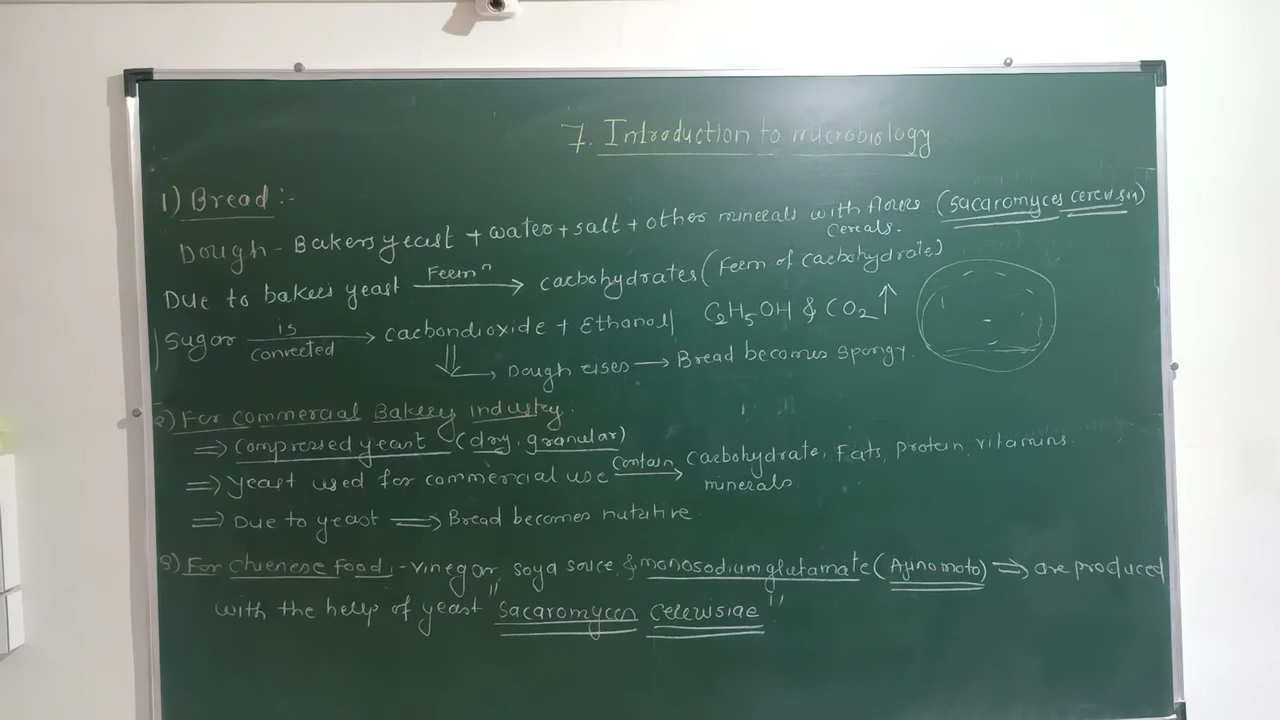 7. Introduction to microbiology
1) Bread :-
Dough - Bakers yeast + water + salt + other minerals with flours (Sacaromyces cerevisia)
cereals.
Due to bakers yeast Fermⁿ → carbohydrates (Ferm of carbohydrate)
Sugar is converted → carbondioxide + Ethanol C₂H₅OH & CO₂ ↑
⇓ → Dough rises → Bread becomes spongy.
2) For commercial Bakery industry.
⇒ Compressed yeast (dry, granular)
⇒ yeast used for commercial use Contain → Carbohydrate, Fats, protein, vitamins.
minerals.
⇒ Due to yeast ⇒ Bread becomes nutative.
3) For Chienese Food :- vinegar, soya souce, & monosodium glutamate (Ajinomoto) ⇒ are produced
with the help of yeast "Sacaromyces Cerevisiae"